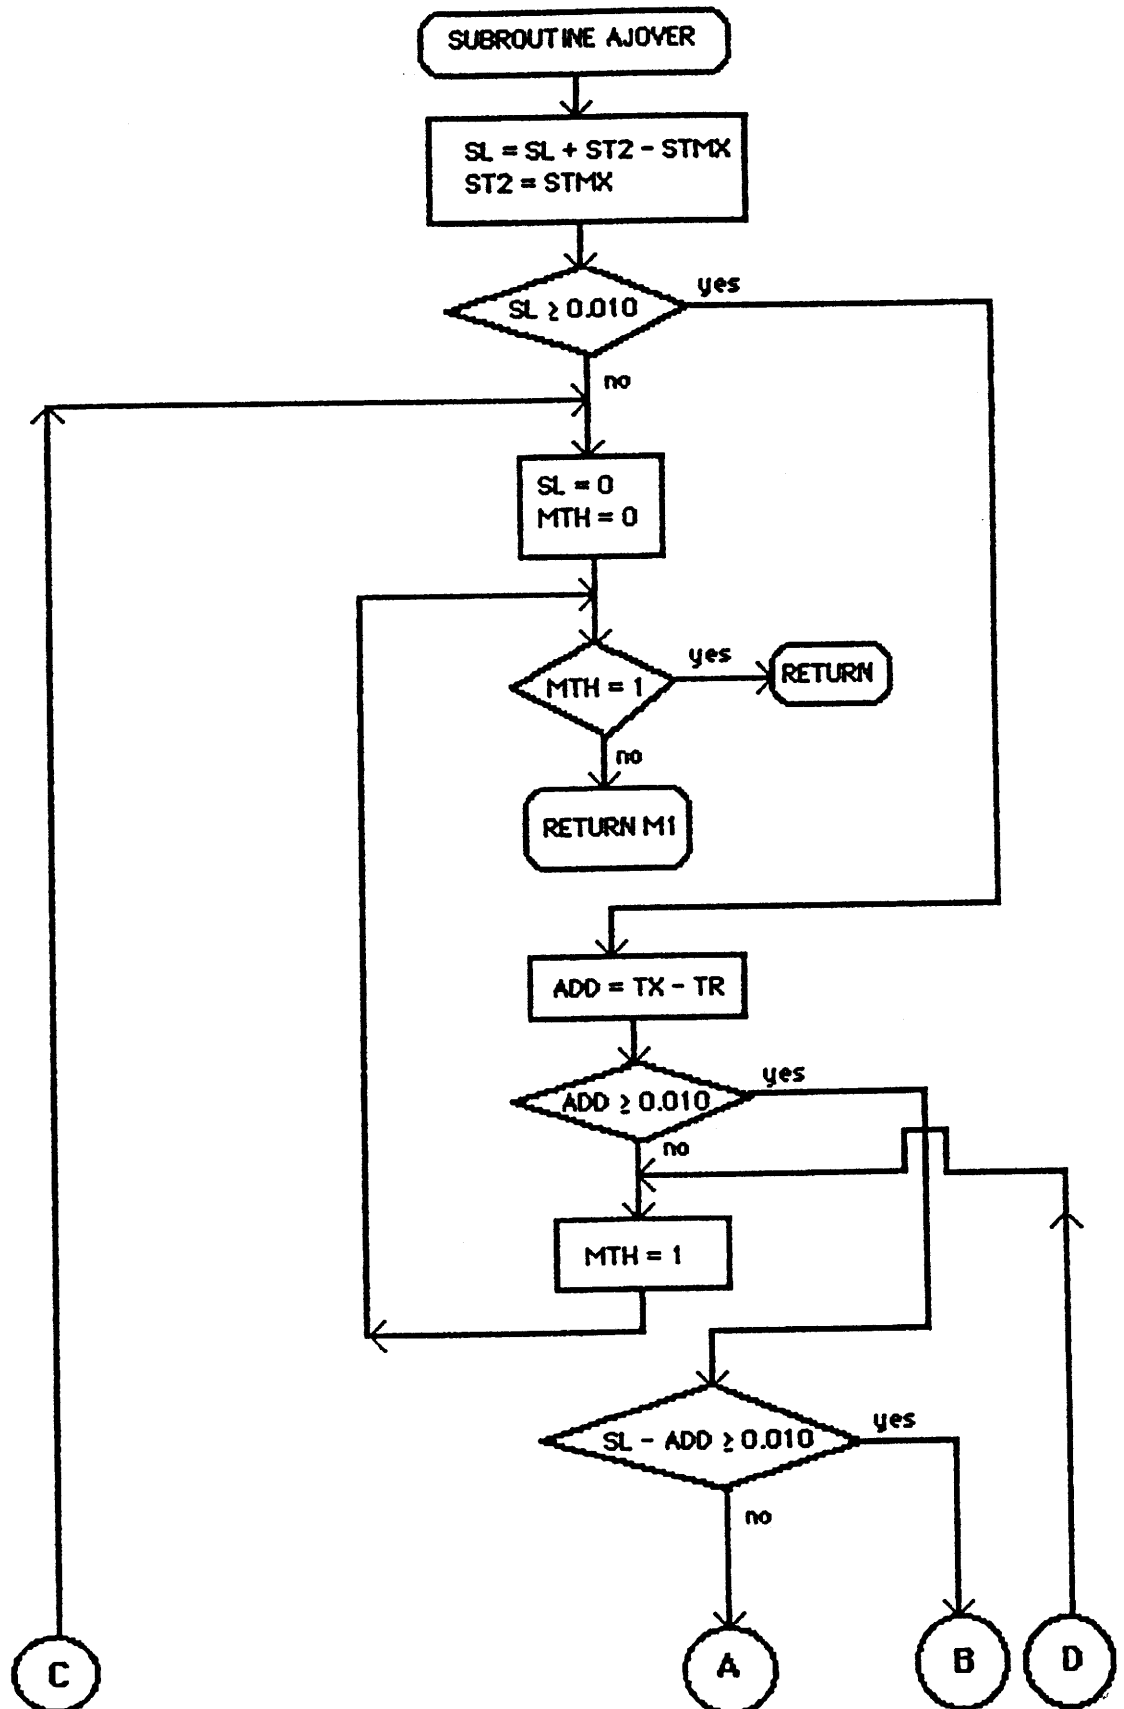 SUBROUTINE AJOVER
SL = SL + ST2 - STMX
ST2 = STMX
SL ≥ 0.010
yes
no
SL = 0
MTH = 0
MTH = 1
yes
RETURN
no
RETURN M1
ADD = TX - TR
ADD ≥ 0.010
yes
no
MTH = 1
SL - ADD ≥ 0.010
yes
no
C
A
B
D